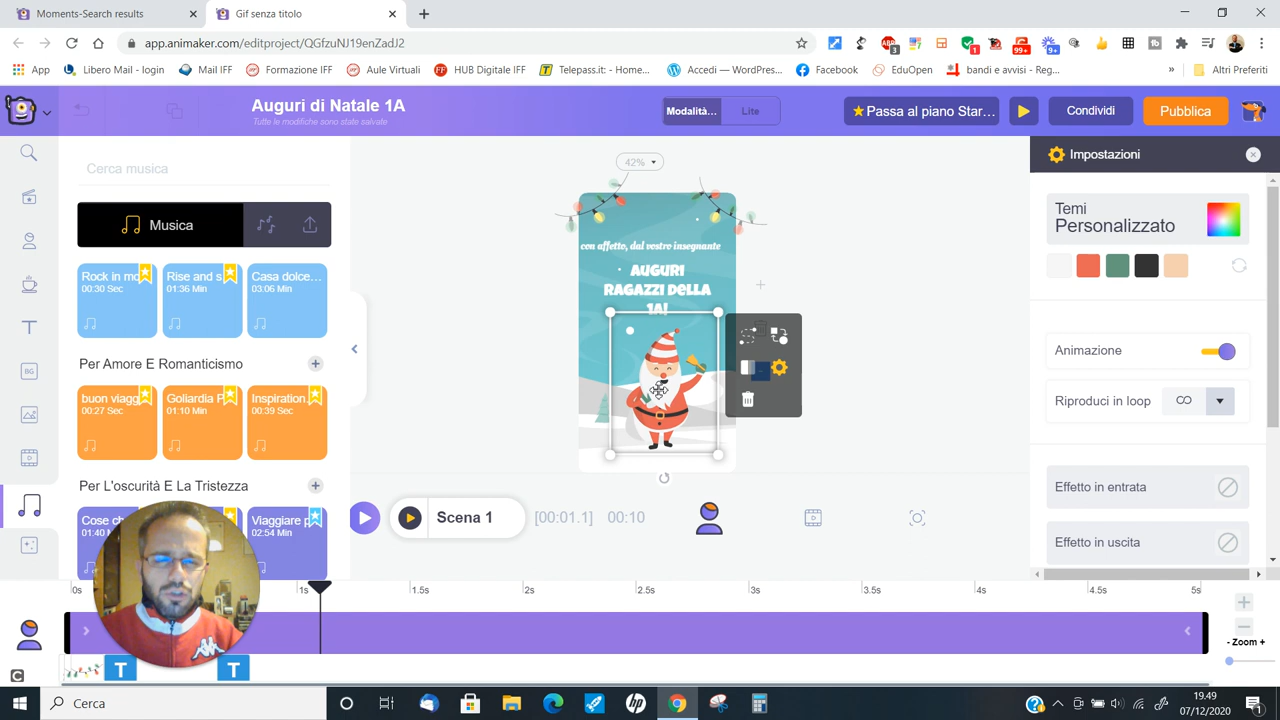 Moments-Search results
Gif senza titolo
app.animaker.com/editproject/QGfzuNJ19enZadJ2
App
Libero Mail - login
Mail IFF
Formazione IFF
Aule Virtuali
HUB Digitale IFF
Telepass.it: - Home...
Accedi — WordPres...
Facebook
EduOpen
bandi e avvisi - Reg...
»
Altri Preferiti
3
1
99+
9+
Auguri di Natale 1A
Tutte le modifiche sono state salvate
Modalità...
Lite
Passa al piano Star...
Condividi
Pubblica
Cerca musica
Musica
Rock in mo
00:30 Sec
Rise and s
01:36 Min
Casa dolce...
03:06 Min
Per Amore E Romanticismo
buon viagg
00:27 Sec
Goliardia P
01:10 Min
Inspiration
00:39 Sec
Per L'oscurità E La Tristezza
Cose ch
01:40
Viaggiare p
02:54 Min
BG
42%
con affetto, dal vostro insegnante
AUGURI
RAGAZZI DELLA
1A!
Impostazioni
Temi
Personalizzato
Animazione
Riproduci in loop
Effetto in entrata
Effetto in uscita
Scena 1
[00:01.1]
00:10
0s
1s
1.5s
2s
2.5s
3s
3.5s
4s
4.5s
5s
- Zoom +
T
T
C
Cerca
19.49
07/12/2020